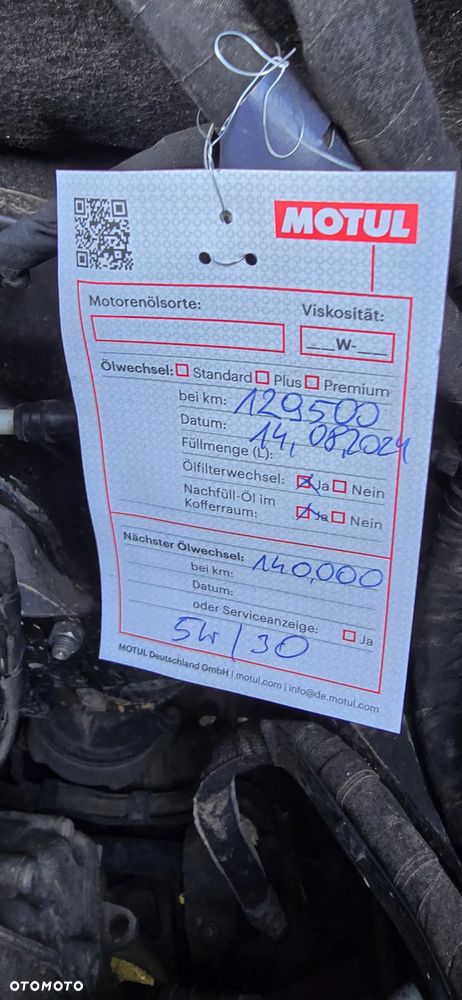 MOTUL
Motorenölsorte: Viskosität:
__W-__
Ölwechsel: Standard Plus Premium
bei km: 129500
Datum: 14,08,2024
Füllmenge (L):
Ölfilterwechsel: Ja Nein
Nachfüll-Öl im
Kofferraum: Ja Nein
Nächster Ölwechsel:
bei km: 140,000
Datum:
oder Serviceanzeige: Ja
5W/30
MOTUL Deutschland GmbH | motul.com | info@de.motul.com
OTOMOTO